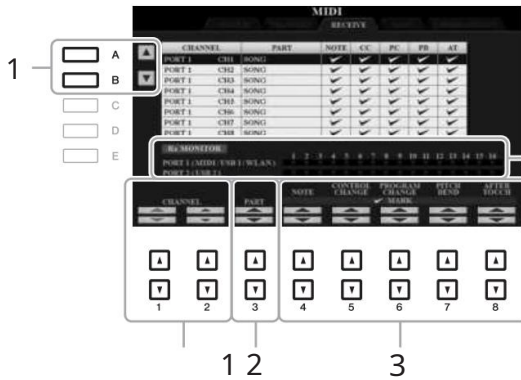 MIDI
RECEIVE
1
A
B
C
D
E
CHANNEL PART NOTE CC PC PB AT
PORT 1 CH1 SONG
PORT 1 CH2 SONG
PORT 1 CH3 SONG
PORT 1 CH4 SONG
PORT 1 CH5 SONG
PORT 1 CH6 SONG
PORT 1 CH7 SONG
PORT 1 CH8 SONG
Rx MONITOR
1 2 3 4 5 6 7 8 9 10 11 12 13 14 15 16
PORT 1 (MIDI/USB 1/WLAN)
PORT 2 (USB 2)
CHANNEL PART NOTE CONTROL CHANGE PROGRAM CHANGE PITCH BEND AFTER TOUCH
MARK
1 2 3 4 5 6 7 8
1 2 3